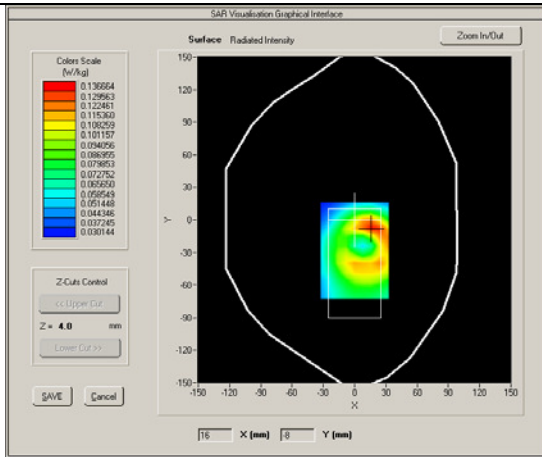 SAR Visualisation Graphical Interface
Surface Radiated Intensity
Zoom In/Out
Colors Scale
(W/kg)
0.136664
0.129563
0.122461
0.115360
0.108259
0.101157
0.094056
0.086955
0.079853
0.072752
0.065650
0.058549
0.051448
0.044346
0.037245
0.030144
Z-Cuts Control
<< Upper Cut
Z = 4.0 mm
Lower Cut >>
SAVE Cancel
Y
150
120
90
60
30
0
-30
-60
-90
-120
-150
-150 -120 -90 -60 -30 0 30 60 90 120 150
X
16 X (mm) -8 Y (mm)